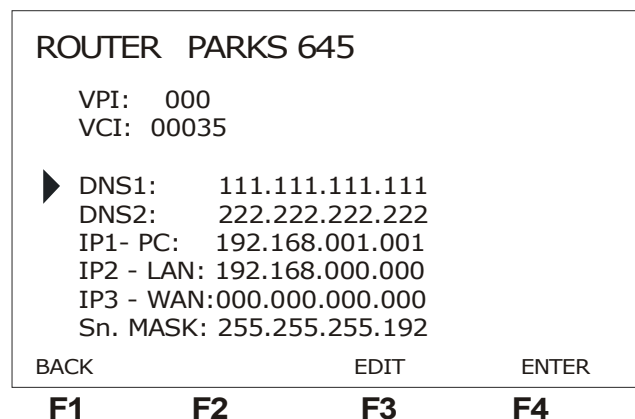 ROUTER PARKS 645
VPI: 000
VCI: 00035
DNS1: 111.111.111.111
DNS2: 222.222.222.222
IP1- PC: 192.168.001.001
IP2 - LAN: 192.168.000.000
IP3 - WAN:000.000.000.000
Sn. MASK: 255.255.255.192
BACK EDIT ENTER
F1 F2 F3 F4